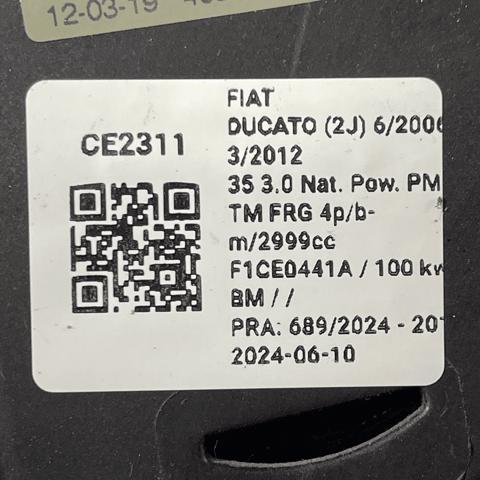 12-03-19
CE2311
FIAT
DUCATO (2J) 6/2006
3/2012
35 3.0 Nat. Pow. PM
TM FRG 4p/b-
m/2999cc
F1CE0441A / 100 kw
BM / /
PRA: 689/2024 - 201
2024-06-10